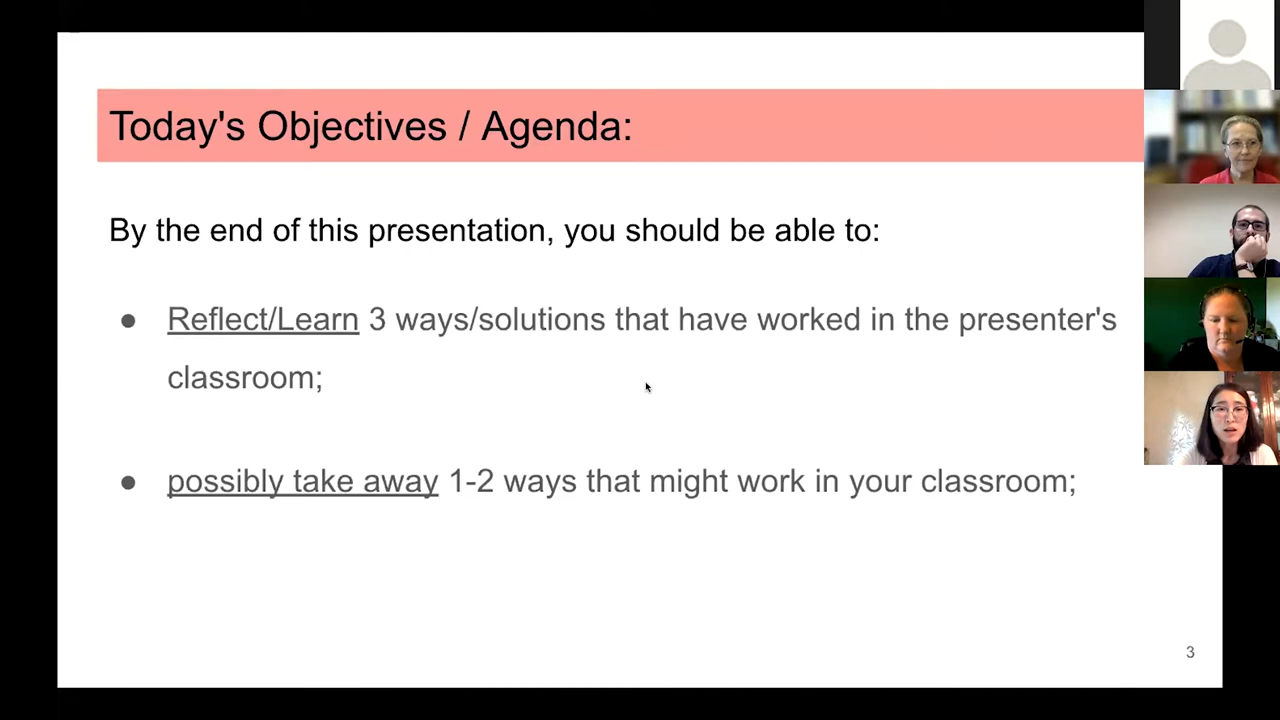 Today's Objectives / Agenda:
By the end of this presentation, you should be able to:
● Reflect/Learn 3 ways/solutions that have worked in the presenter's
classroom;
● possibly take away 1-2 ways that might work in your classroom;
3